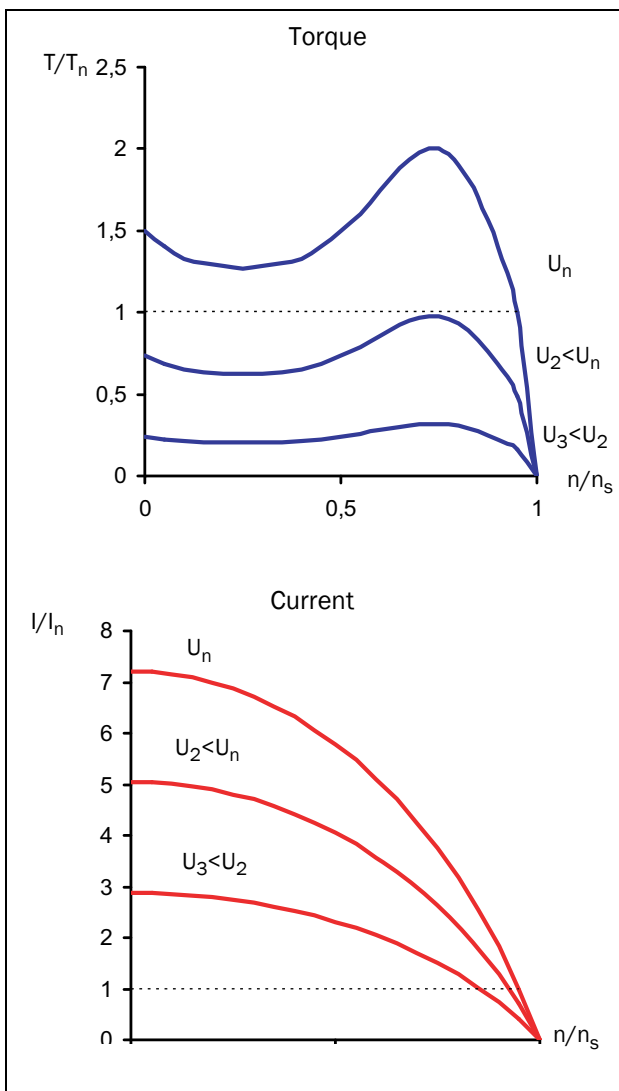 Torque
T/Tn 2,5
2
1,5
Un
1
U2<Un
0,5
U3<U2
0
n/ns
0 0,5 1
Current
I/In
8
Un
7
6
U2<Un
5
4
U3<U2
3
2
1
0
n/ns